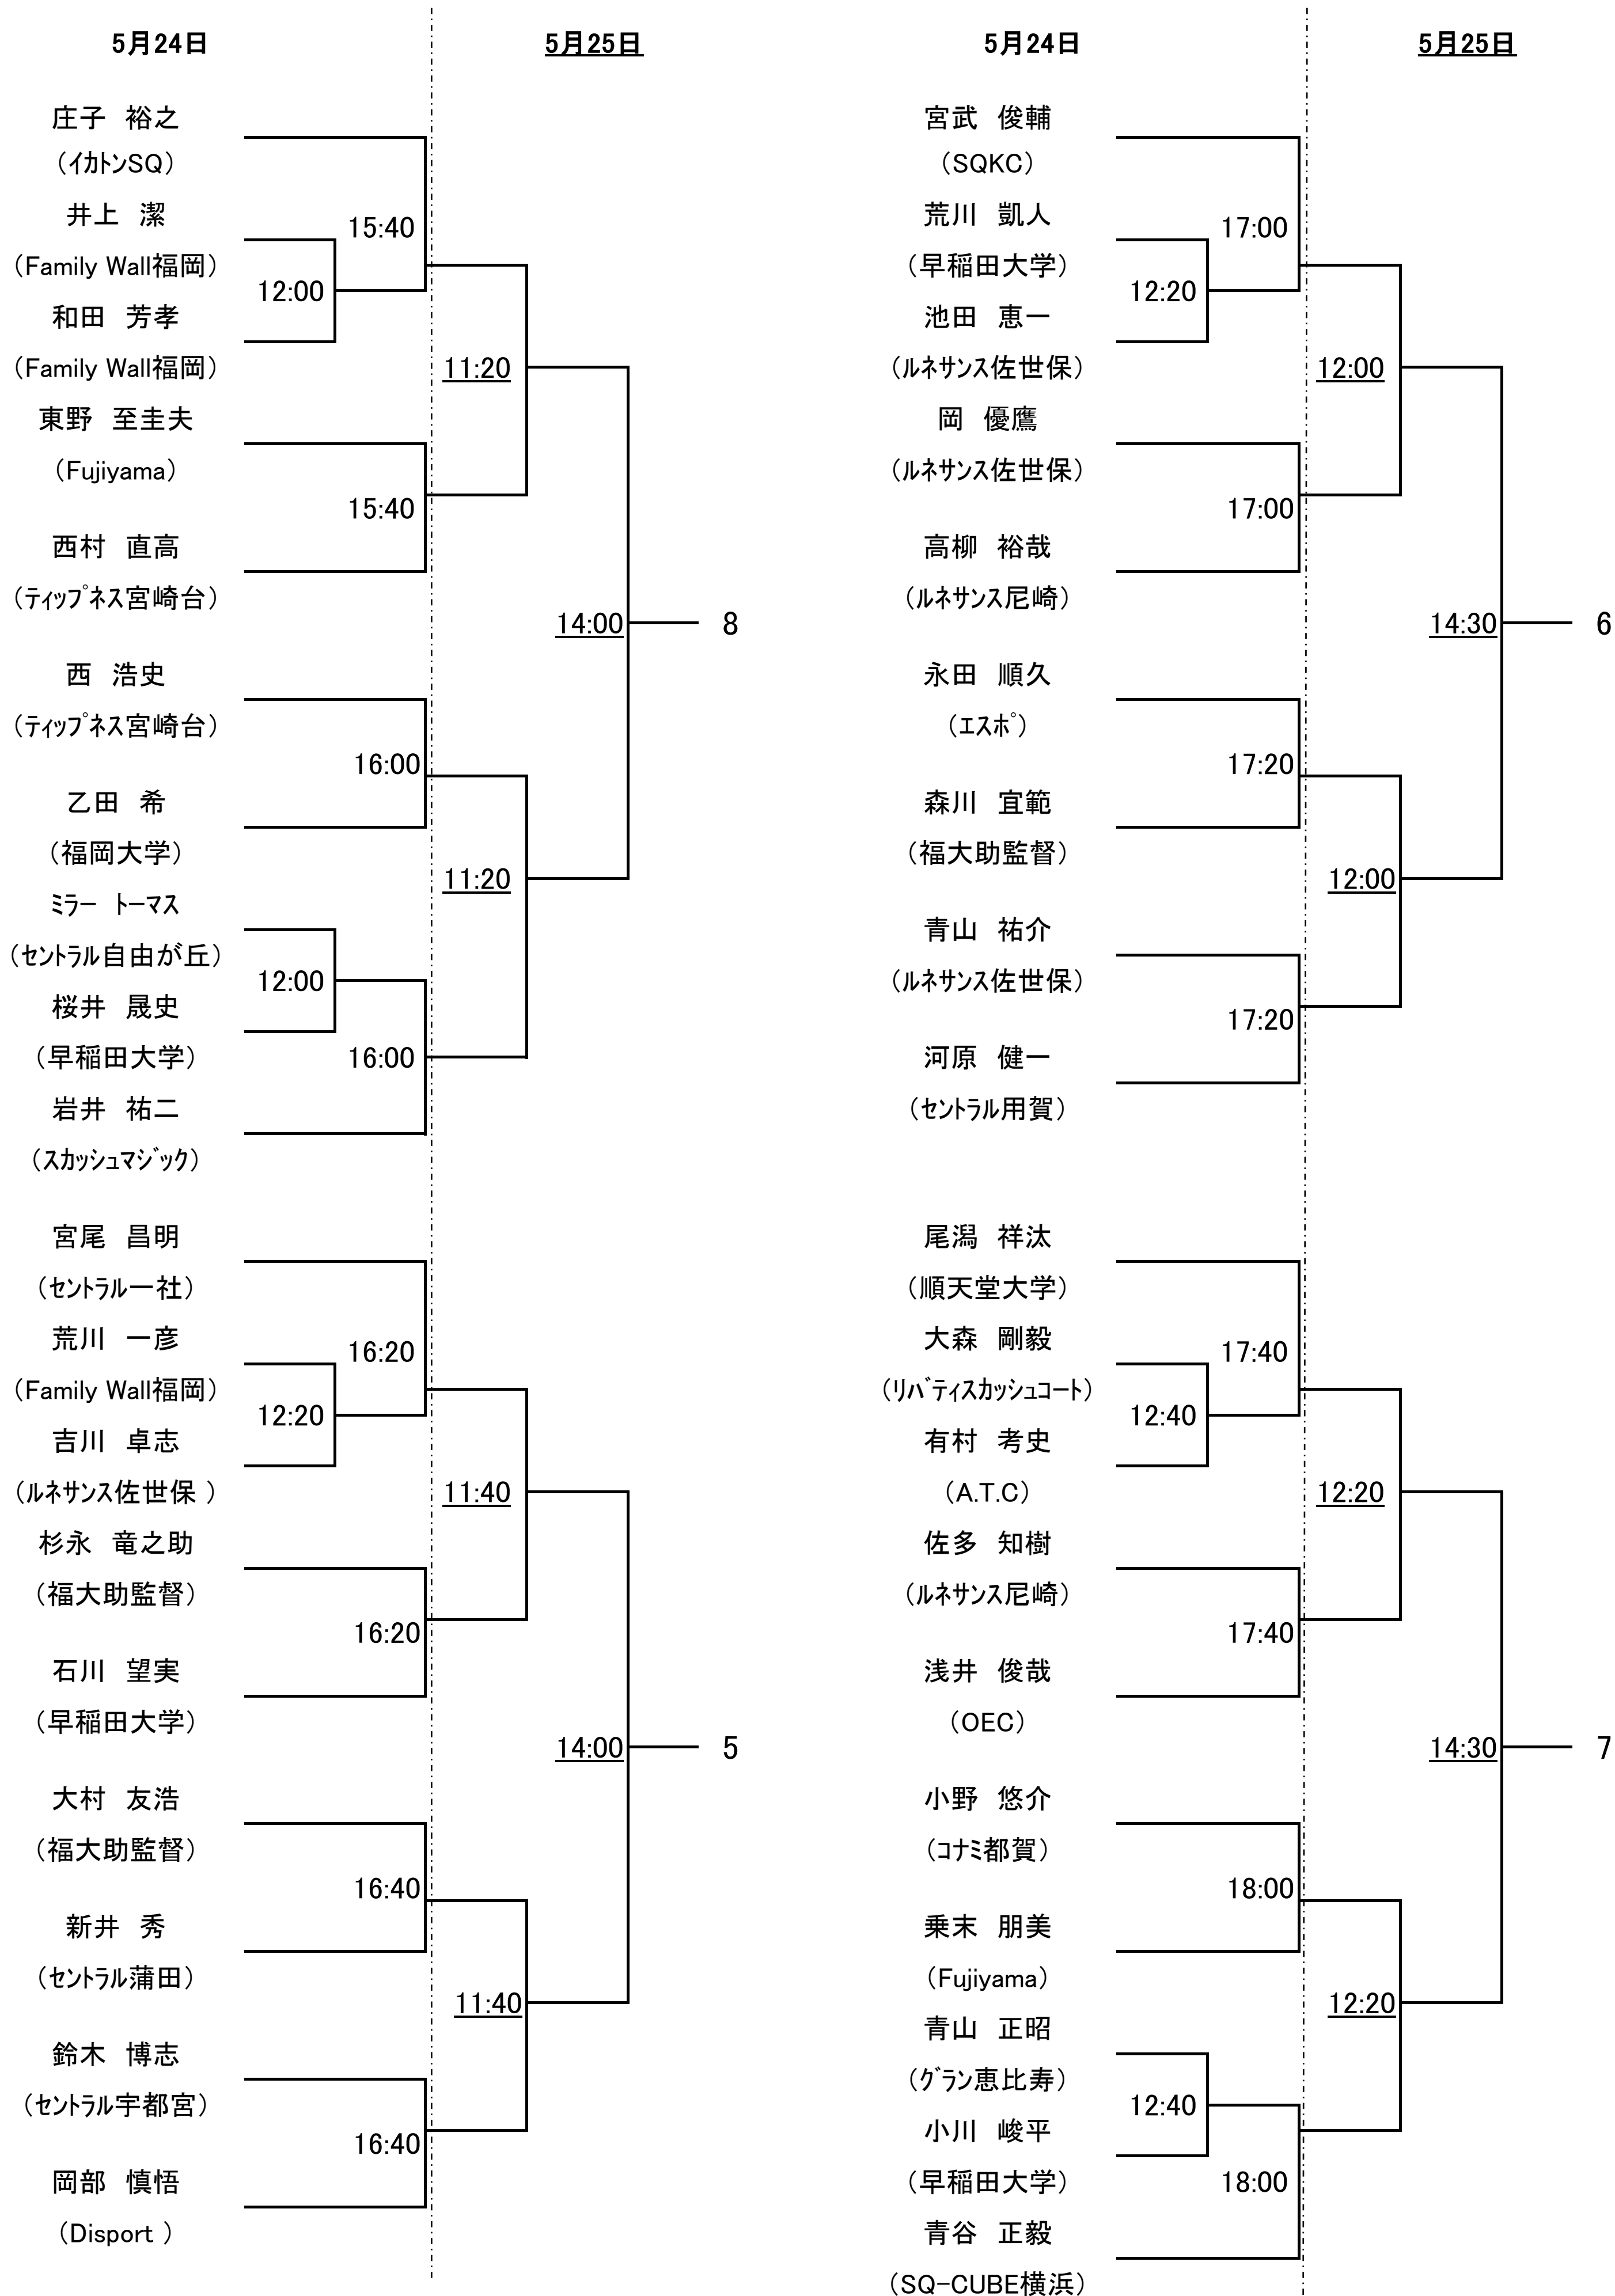 5月24日
5月25日
庄子 裕之
（ｲｶﾄﾝSQ）
井上 潔
15:40
（Family Wall福岡）
12:00
和田 芳孝
（Family Wall福岡）
11:20
東野 至圭夫
（Fujiyama）
15:40
西村 直高
（ﾃｨｯﾌﾟﾈｽ宮崎台）
14:00
8
西 浩史
（ﾃｨｯﾌﾟﾈｽ宮崎台）
16:00
乙田 希
（福岡大学）
11:20
ﾐﾗｰ ﾄｰﾏｽ
（ｾﾝﾄﾗﾙ自由が丘）
12:00
桜井 晟史
（早稲田大学）
16:00
岩井 祐二
（ｽｶｯｼｭﾏｼﾞｯｸ）
宮尾 昌明
（ｾﾝﾄﾗﾙ一社）
荒川 一彦
16:20
（Family Wall福岡）
12:20
吉川 卓志
（ﾙﾈｻﾝｽ佐世保 ）
11:40
杉永 竜之助
（福大助監督）
16:20
石川 望実
（早稲田大学）
14:00
5
大村 友浩
（福大助監督）
16:40
新井 秀
（ｾﾝﾄﾗﾙ蒲田）
11:40
鈴木 博志
（ｾﾝﾄﾗﾙ宇都宮）
16:40
岡部 慎悟
（Disport ）
5月24日
5月25日
宮武 俊輔
（SQKC）
荒川 凱人
17:00
（早稲田大学）
12:20
池田 恵一
（ﾙﾈｻﾝｽ佐世保）
12:00
岡 優鷹
（ﾙﾈｻﾝｽ佐世保）
17:00
高柳 裕哉
（ﾙﾈｻﾝｽ尼崎）
14:30
6
永田 順久
（ｴｽﾎﾟ）
17:20
森川 宜範
（福大助監督）
12:00
青山 祐介
（ﾙﾈｻﾝｽ佐世保）
17:20
河原 健一
（ｾﾝﾄﾗﾙ用賀）
尾潟 祥汰
（順天堂大学）
大森 剛毅
17:40
（ﾘﾊﾞﾃｨｽｶｯｼｭｺｰﾄ）
12:40
有村 考史
（A.T.C）
12:20
佐多 知樹
（ﾙﾈｻﾝｽ尼崎）
17:40
浅井 俊哉
（OEC）
14:30
7
小野 悠介
（ｺﾅﾐ都賀）
18:00
乗末 朋美
（Fujiyama）
12:20
青山 正昭
（ｸﾞﾗﾝ恵比寿）
12:40
小川 峻平
（早稲田大学）
18:00
青谷 正毅
（SQ-CUBE横浜）